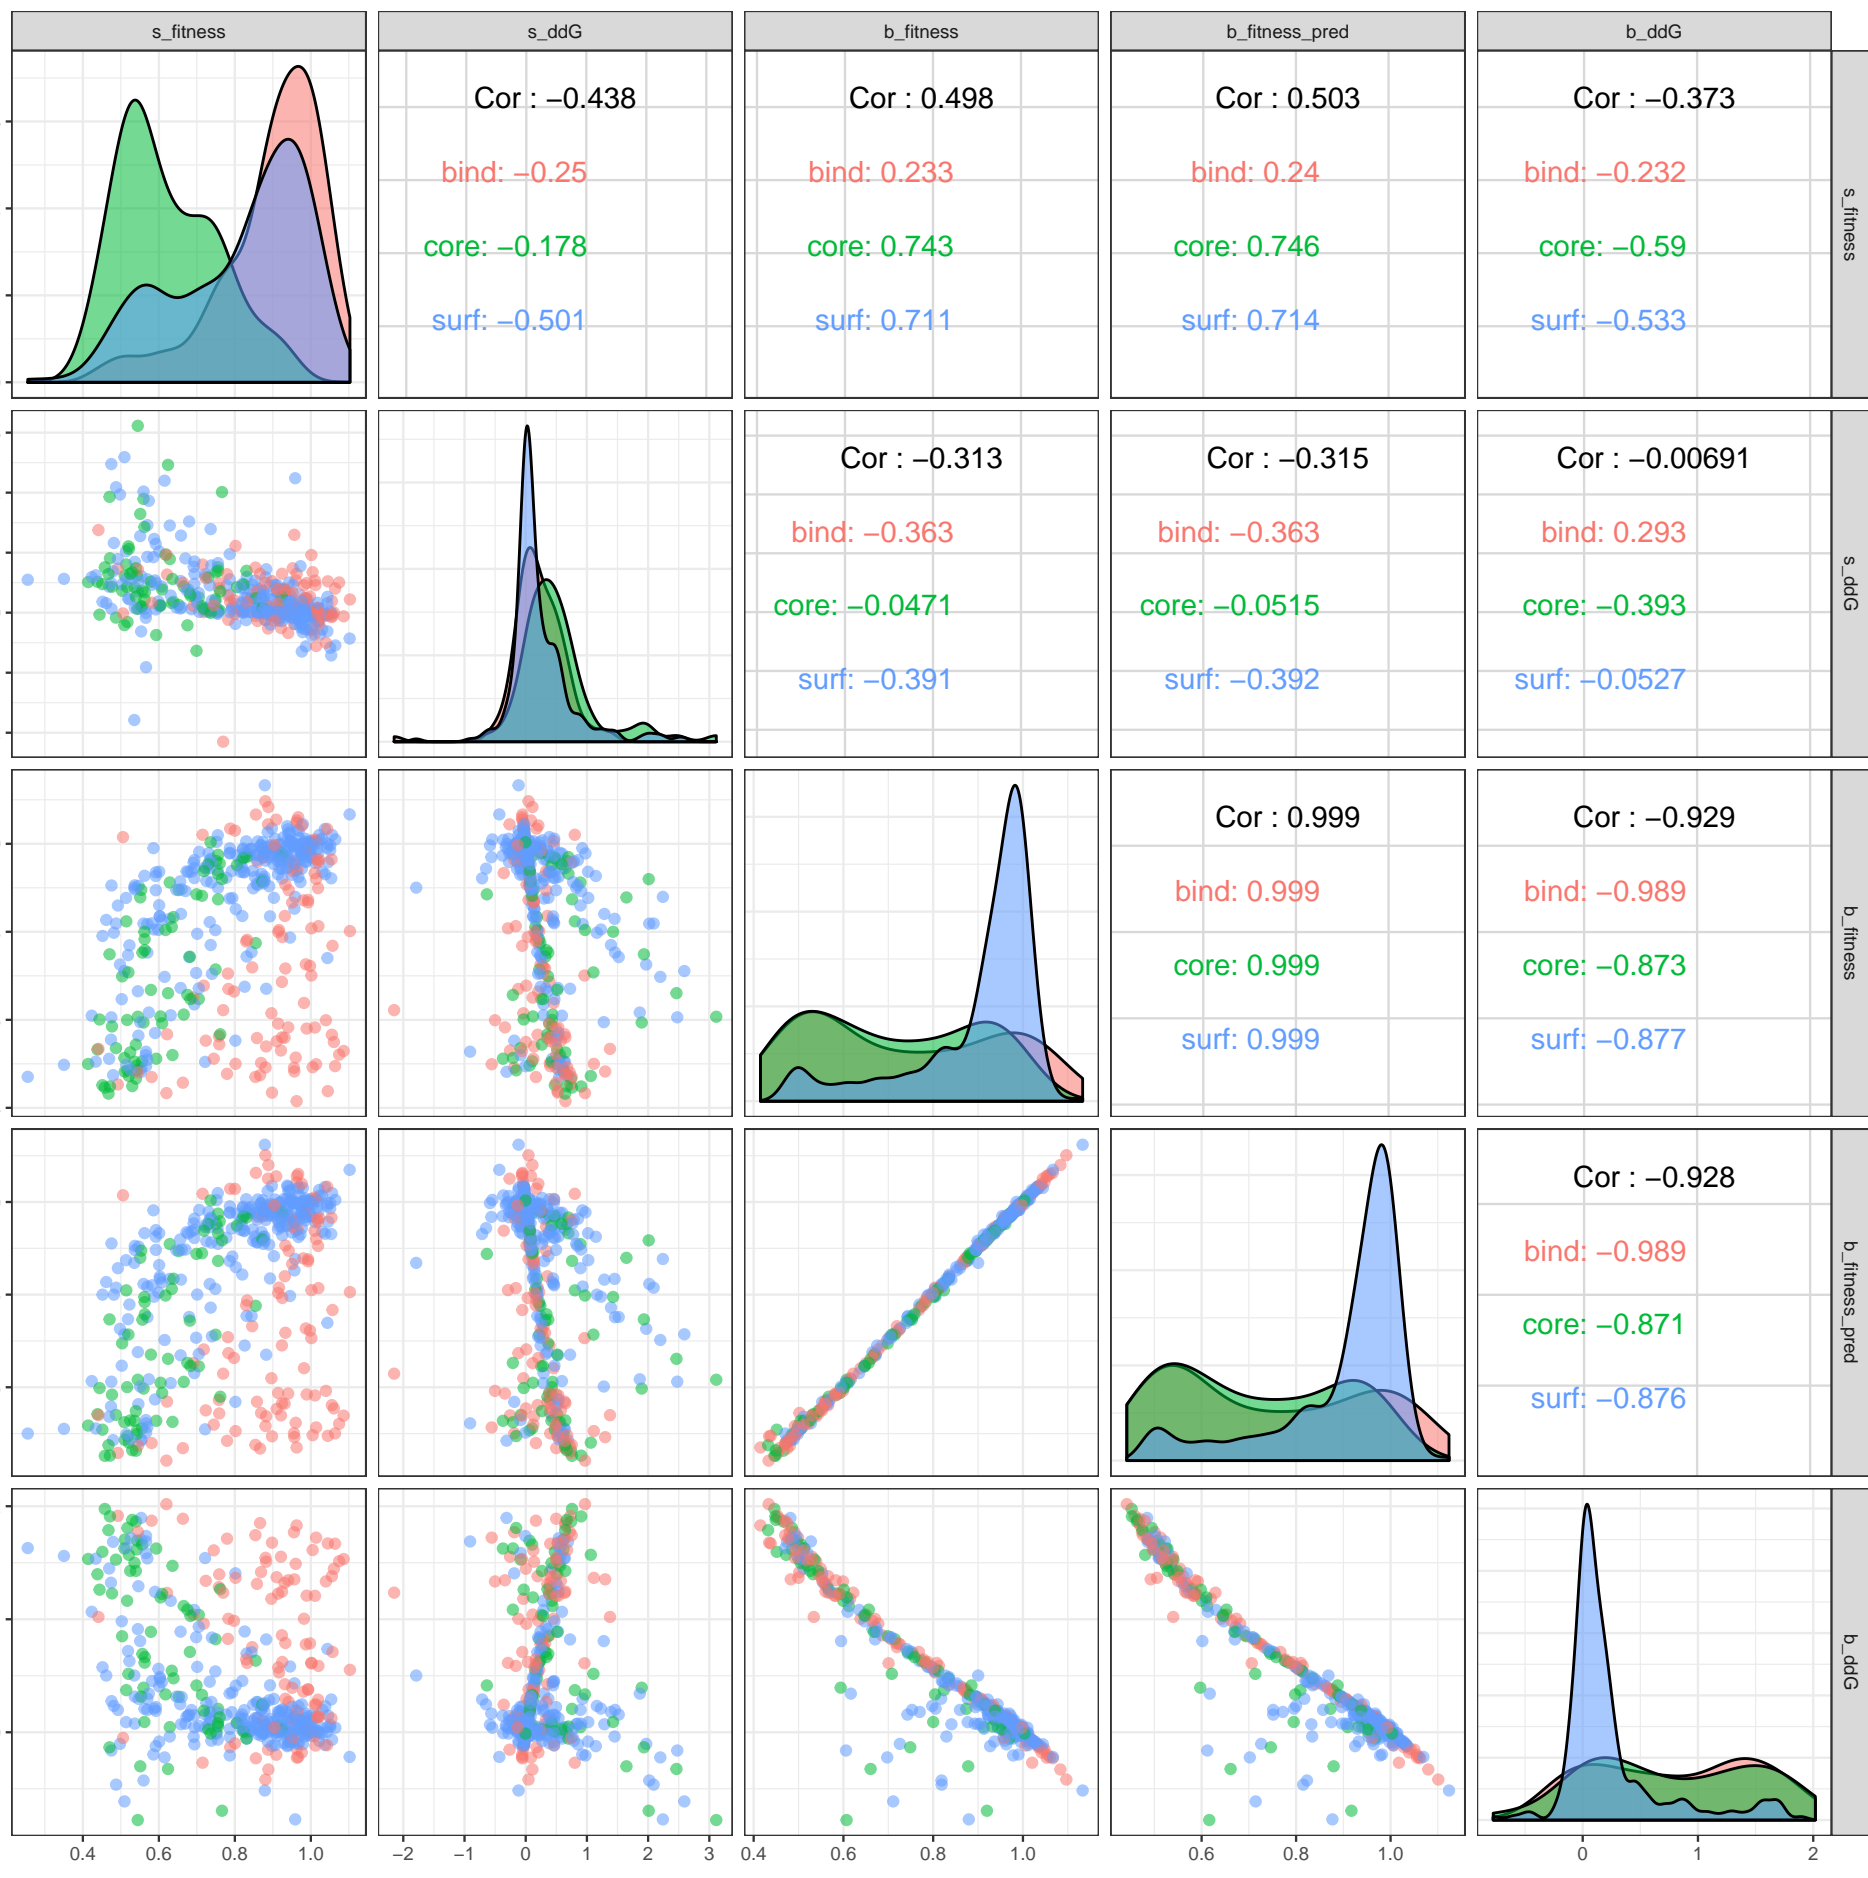 s_fitness
s_ddG
b_fitness
b_fitness_pred
b_ddG
Cor : −0.438
bind: −0.25
core: −0.178
surf: −0.501
Cor : 0.498
bind: 0.233
core: 0.743
surf: 0.711
Cor : 0.503
bind: 0.24
core: 0.746
surf: 0.714
Cor : −0.373
bind: −0.232
core: −0.59
surf: −0.533
s_fitness
Cor : −0.313
bind: −0.363
core: −0.0471
surf: −0.391
Cor : −0.315
bind: −0.363
core: −0.0515
surf: −0.392
Cor : −0.00691
bind: 0.293
core: −0.393
surf: −0.0527
s_ddG
Cor : 0.999
bind: 0.999
core: 0.999
surf: 0.999
Cor : −0.929
bind: −0.989
core: −0.873
surf: −0.877
b_fitness
Cor : −0.928
bind: −0.989
core: −0.871
surf: −0.876
b_fitness_pred
b_ddG
0.4 0.6 0.8 1.0
−2 −1 0 1 2 3
0.4 0.6 0.8 1.0
0.6 0.8 1.0
0 1 2